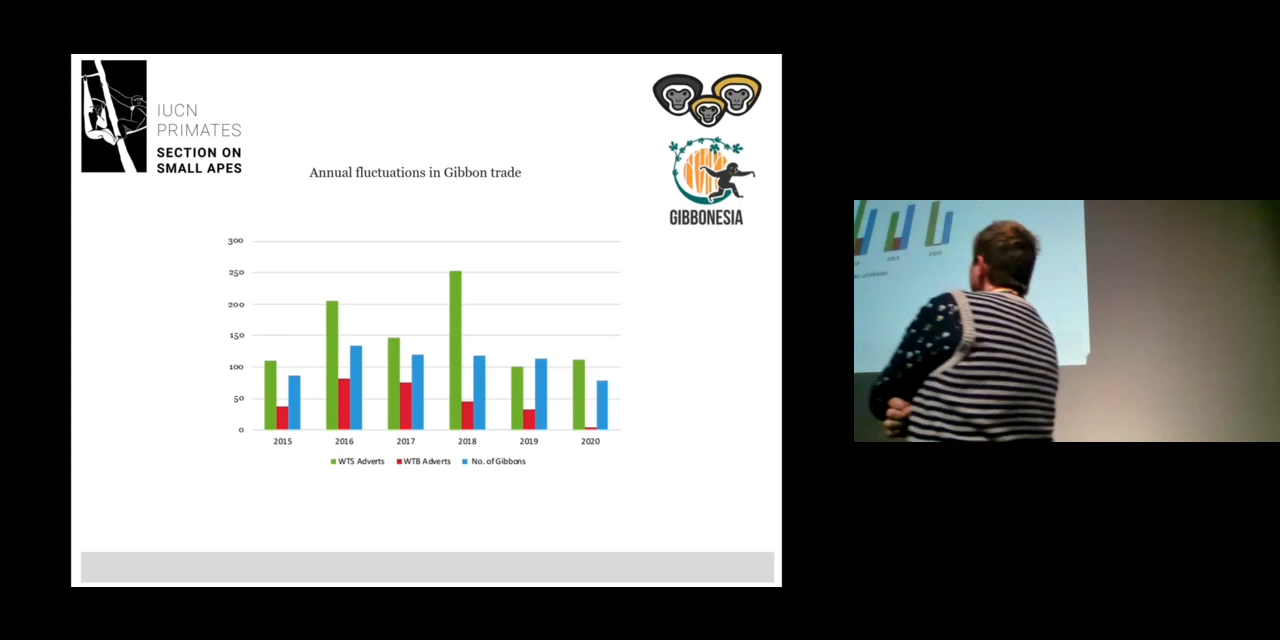 IUCN
PRIMATES
SECTION ON
SMALL APES
GIBBONESIA
Annual fluctuations in Gibbon trade
300
250
200
150
100
50
0
2015 2016 2017 2018 2019 2020
WTS Adverts WTB Adverts No. of Gibbons